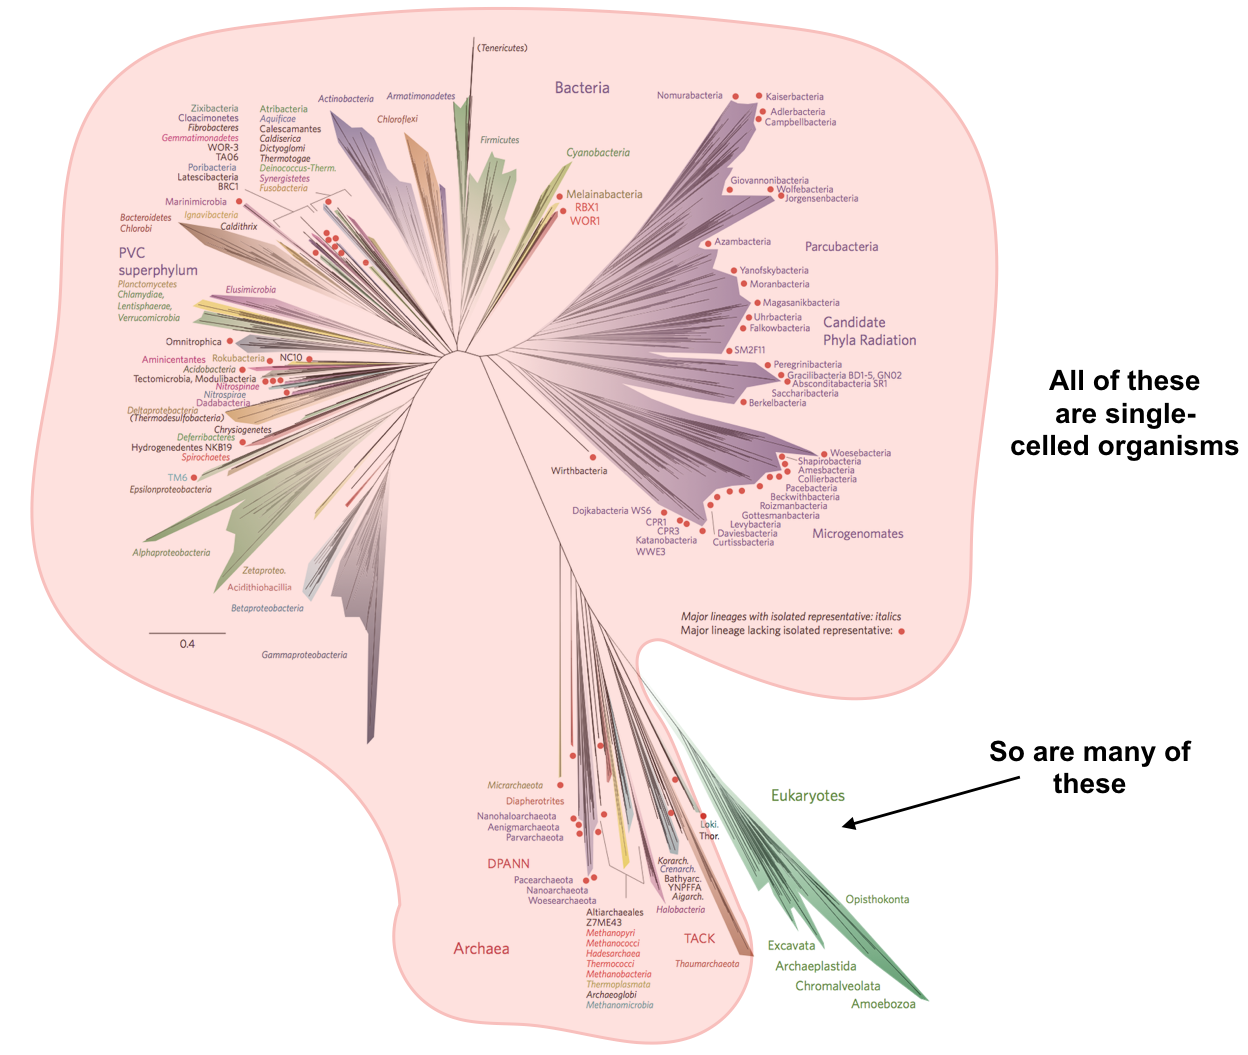 (Tenericutes)
Bacteria
Actinobacteria
Armatimonadetes
Chloroflexi
Firmicutes
Cyanobacteria
Melainabacteria
RBX1
WOR1
Zixibacteria
Cloacimonetes
Fibrobacteres
Gemmatimonadetes
WOR-3
TA06
Poribacteria
Latescibacteria
BRC1
Atribacteria
Aquificae
Calescamantes
Caldiserica
Dictyoglomi
Thermotogae
Deinococcus-Therm.
Synergistetes
Fusobacteria
Marinimicrobia
Ignavibacteria
Bacteroidetes
Chlorobi
Caldithrix
PVC
superphylum
Planctomycetes
Chlamydiae,
Lentisphaerae,
Verrucomicrobia
Elusimicrobia
Omnitrophica
Aminicentantes
Rokubacteria
NC10
Acidobacteria
Tectomicrobia, Modulibacteria
Nitrospinae
Nitrospirae
Dadabacteria
Deltaprotebacteria
(Thermodesulfobacteria)
Chrysiogenetes
Deferribacteres
Hydrogenedentes NKB19
Spirochaetes
TM6
Epsilonproteobacteria
Alphaproteobacteria
Zetaproteo.
Acidithiobacillia
Betaproteobacteria
Gammaproteobacteria
0.4
Nomurabacteria
Kaiserbacteria
Adlerbacteria
Campbellbacteria
Giovannonibacteria
Wolfebacteria
Jorgensenbacteria
Azambacteria
Parcubacteria
Yanofskybacteria
Moranbacteria
Magasanikbacteria
Uhrbacteria
Falkowbacteria
Candidate
Phyla Radiation
SM2F11
Peregrinibacteria
Gracilibacteria BD1-5, GN02
Absconditabacteria SR1
Saccharibacteria
Berkelbacteria
Woesebacteria
Shapirobacteria
Amesbacteria
Collierbacteria
Pacebacteria
Beckwithbacteria
Roizmanbacteria
Gottesmanbacteria
Levybacteria
Daviesbacteria
Curtissbacteria
Microgenomates
Wirthbacteria
Dojkabacteria WS6
CPR1
CPR3
Katanobacteria
WWE3
All of these
are single-
celled organisms
Major lineages with isolated representative: italics
Major lineage lacking isolated representative:
So are many of
these
Micrarchaeota
Diapherotrites
Nanohaloarchaeota
Aenigmarchaeota
Parvarchaeota
DPANN
Pacearchaeota
Nanoarchaeota
Woesearchaeota
Archaea
Altiarchaeales
Z7ME43
Methanopyri
Methanococci
Hadesarchaea
Thermococci
Methanobacteria
Thermoplasmata
Archaeoglobi
Methanomicrobia
Halobacteria
Korarch.
Crenarch.
Bathyarc.
YNPFFA
Aigarch.
TACK
Thaumarchaeota
Loki.
Thor.
Eukaryotes
Opisthokonta
Excavata
Archaeplastida
Chromalveolata
Amoebozoa